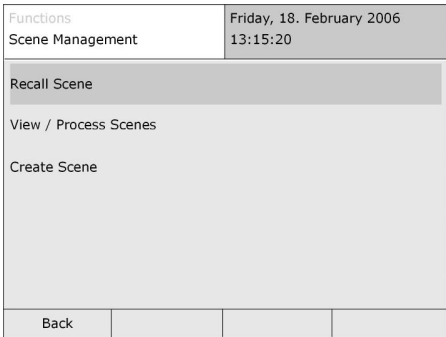 Functions
Scene Management
Friday, 18. February 2006
13:15:20
Recall Scene
View / Process Scenes
Create Scene
Back